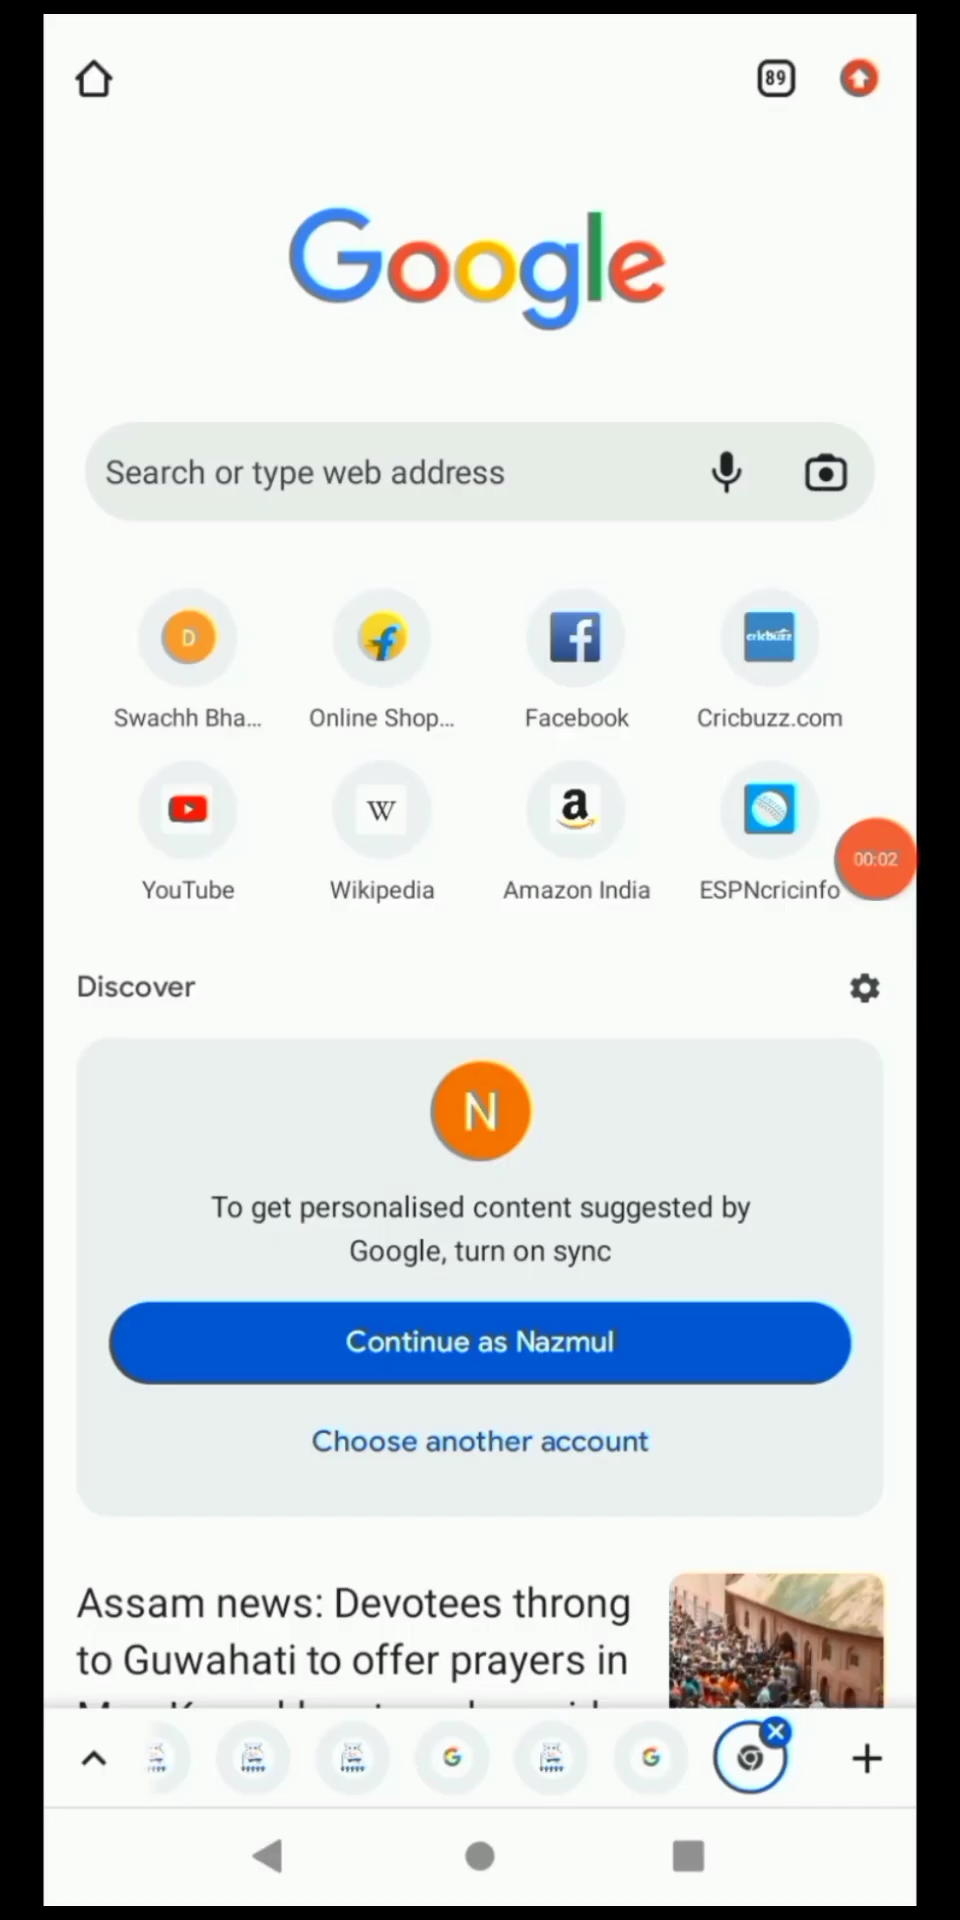 89
Google
Search or type web address
D
f
f
cricbuzz
Swachh Bha...
Online Shop...
Facebook
Cricbuzz.com
W
a
00:02
YouTube
Wikipedia
Amazon India
ESPNcricinfo
Discover
N
To get personalised content suggested by
Google, turn on sync
Continue as Nazmul
Choose another account
Assam news: Devotees throng
to Guwahati to offer prayers in
G
G